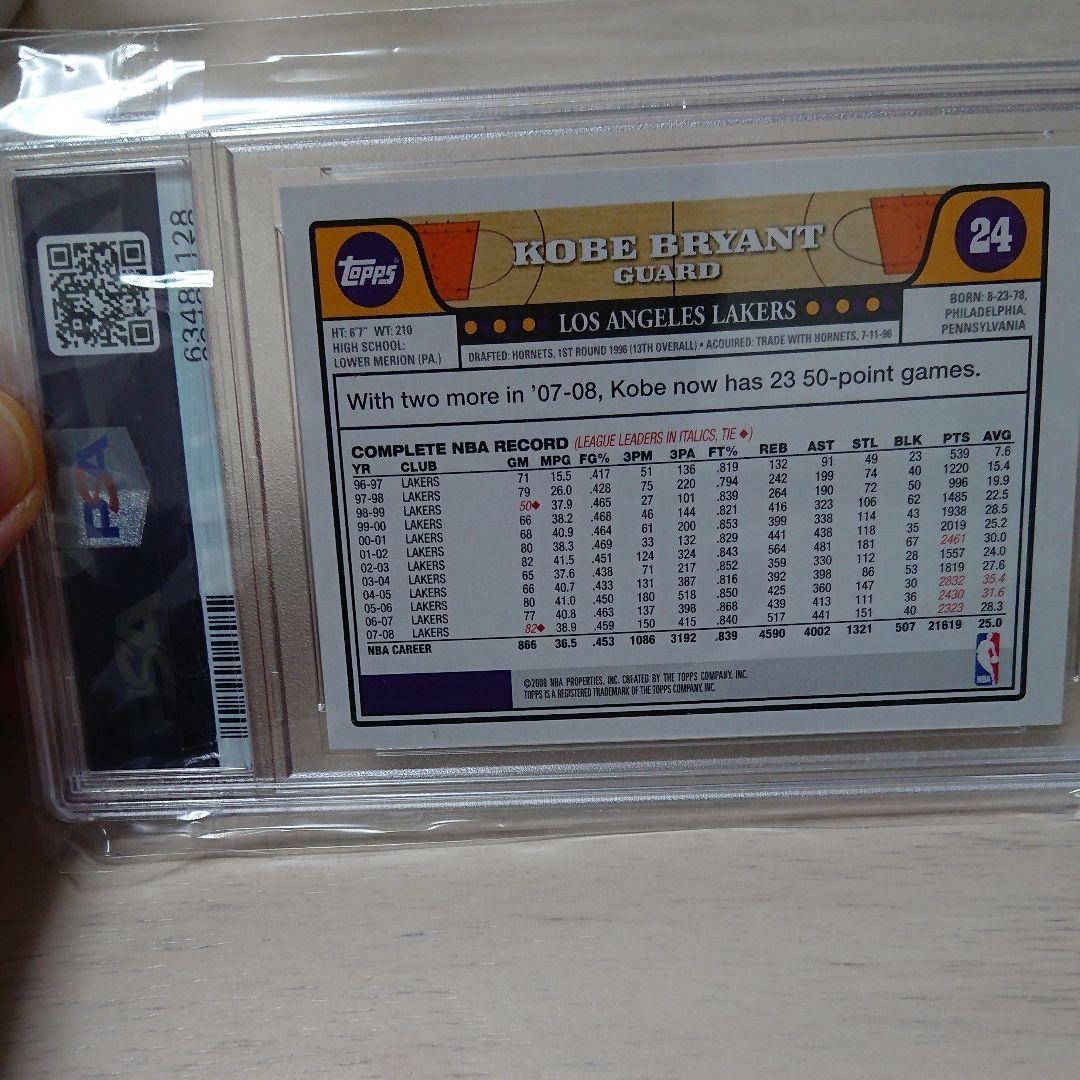 63481128
PSA
Topps
KOBE BRYANT
24
GUARD
LOS ANGELES LAKERS
HT: 6'7" WT: 210
HIGH SCHOOL:
LOWER MERION (PA.)
DRAFTED: HORNETS, 1ST ROUND 1996 (13TH OVERALL) • ACQUIRED: TRADE WITH HORNETS, 7-11-96
BORN: 8-23-78,
PHILADELPHIA,
PENNSYLVANIA
With two more in '07-08, Kobe now has 23 50-point games.
COMPLETE NBA RECORD (LEAGUE LEADERS IN ITALICS, TIE ◆)
YR CLUB GM MPG FG% 3PM 3PA FT% REB AST STL BLK PTS AVG
96-97 LAKERS 71 15.5 .417 51 136 .819 132 91 49 23 539 7.6
97-98 LAKERS 79 26.0 .428 75 220 .794 242 199 74 40 1220 15.4
98-99 LAKERS 50◆ 37.9 .465 27 101 .839 264 190 72 50 996 19.9
99-00 LAKERS 66 38.2 .468 46 144 .821 416 323 106 62 1485 22.5
00-01 LAKERS 68 40.9 .464 61 200 .853 399 338 114 43 1938 28.5
01-02 LAKERS 80 38.3 .469 33 132 .829 441 438 118 35 2019 25.2
02-03 LAKERS 82 41.5 .451 124 324 .843 564 481 181 67 2461 30.0
03-04 LAKERS 65 37.6 .438 71 217 .852 359 330 112 28 1557 24.0
04-05 LAKERS 66 40.7 .433 131 387 .816 392 398 86 53 1819 27.6
05-06 LAKERS 80 41.0 .450 180 518 .850 425 360 147 30 2832 35.4
06-07 LAKERS 77 40.8 .463 137 398 .868 439 413 111 36 2430 31.6
07-08 LAKERS 82◆ 38.9 .459 150 415 .840 517 441 151 40 2323 28.3
NBA CAREER 866 36.5 .453 1086 3192 .839 4590 4002 1321 507 21619 25.0
©2008 NBA PROPERTIES, INC. CREATED BY THE TOPPS COMPANY, INC.
TOPPS IS A REGISTERED TRADEMARK OF THE TOPPS COMPANY, INC.
NBA